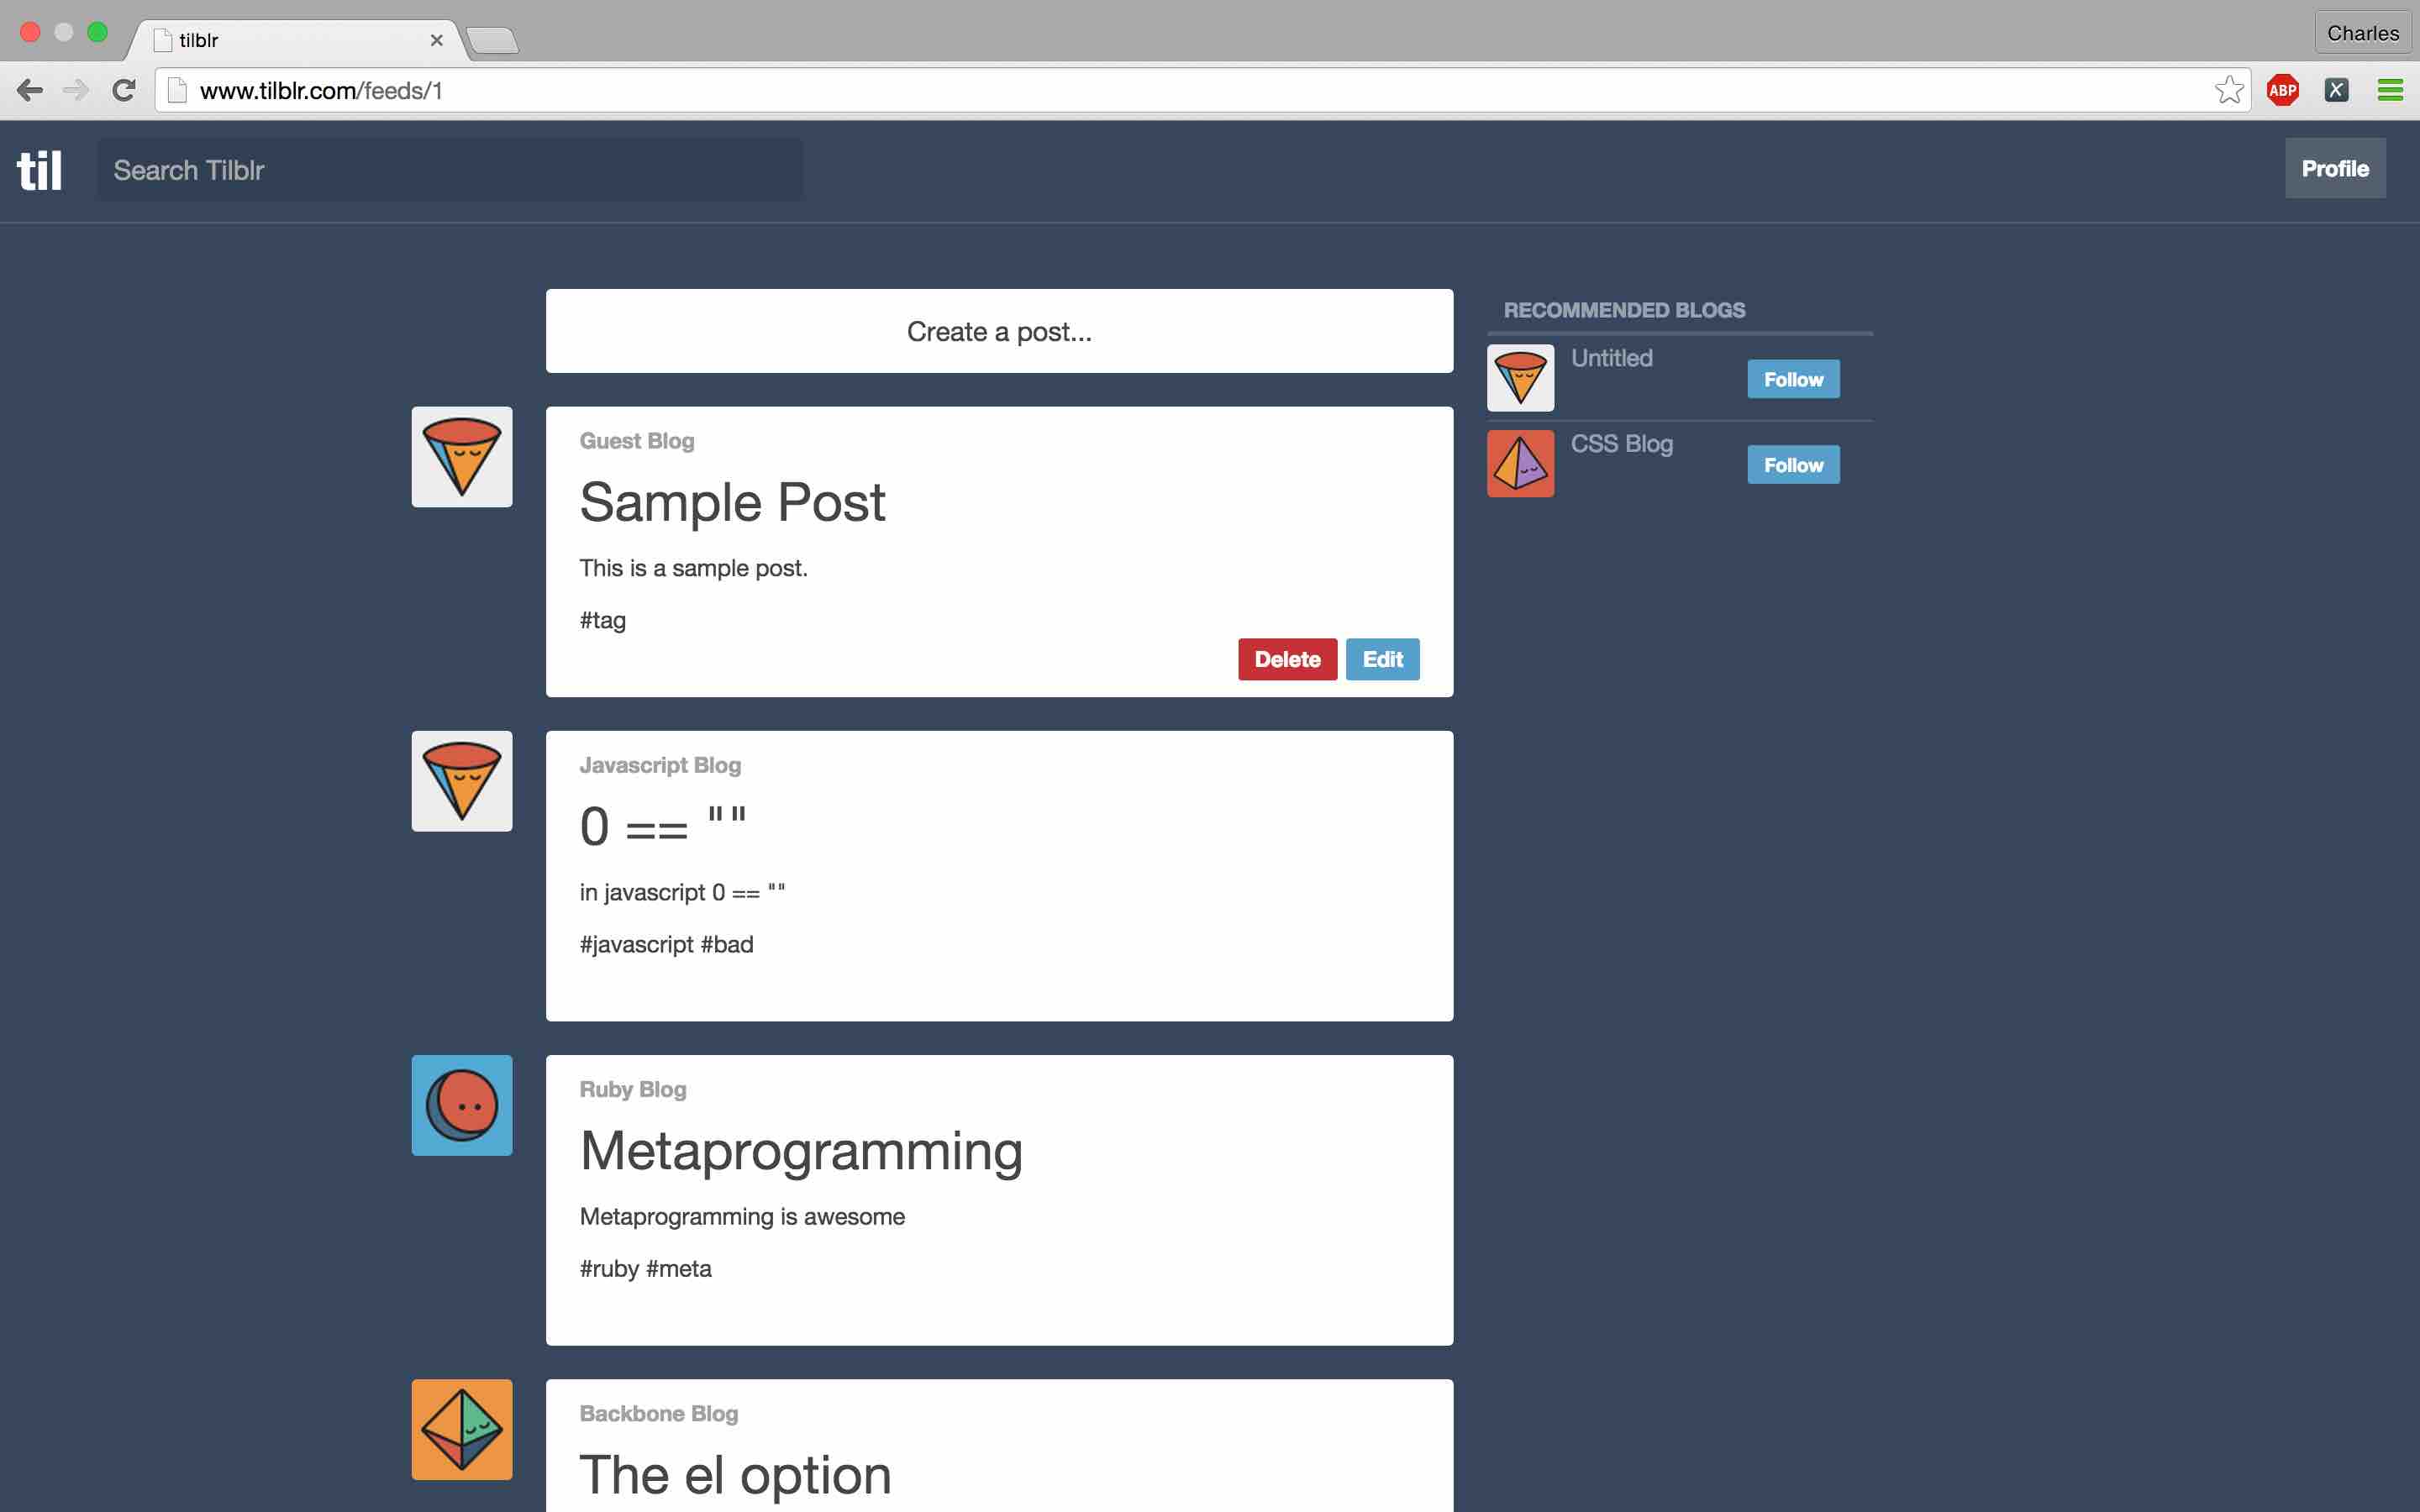 tilblr
Charles
www.tilblr.com/feeds/1
ABP
X
til
Search Tilblr
Profile
Create a post...
RECOMMENDED BLOGS
Untitled
Follow
CSS Blog
Follow
Guest Blog
Sample Post
This is a sample post.
#tag
Delete
Edit
Javascript Blog
0 == ""
in javascript 0 == ""
#javascript #bad
Ruby Blog
Metaprogramming
Metaprogramming is awesome
#ruby #meta
Backbone Blog
The el option